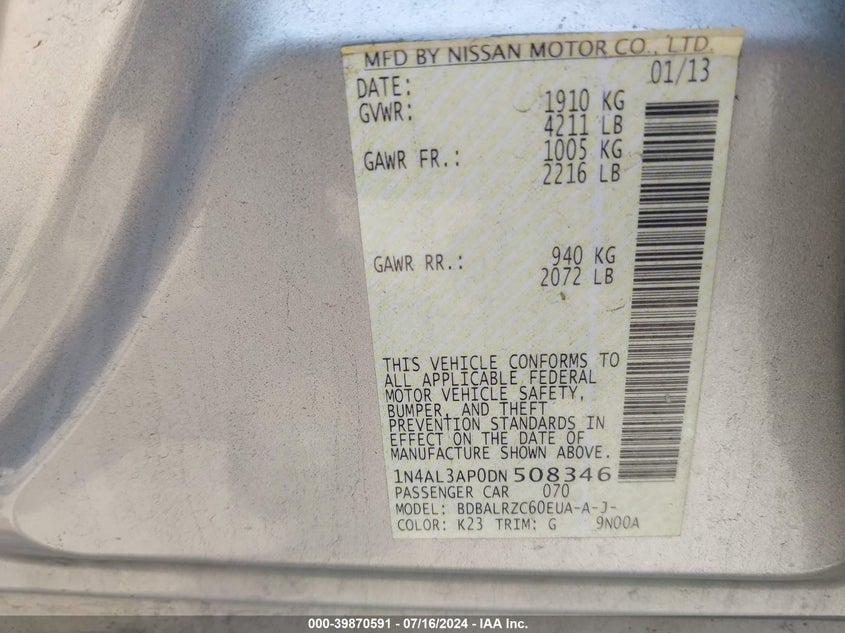 MFD BY NISSAN MOTOR CO., LTD.
DATE: 01/13
GVWR: 1910 KG
4211 LB
GAWR FR.: 1005 KG
2216 LB
GAWR RR.: 940 KG
2072 LB
THIS VEHICLE CONFORMS TO
ALL APPLICABLE FEDERAL
MOTOR VEHICLE SAFETY,
BUMPER, AND THEFT
PREVENTION STANDARDS IN
EFFECT ON THE DATE OF
MANUFACTURE SHOWN ABOVE.
1N4AL3AP0DN508346
PASSENGER CAR 070
MODEL: BDBALRZC60EUA-A-J-
COLOR: K23 TRIM: G 9N00A
000-39870591 - 07/16/2024 - IAA Inc.